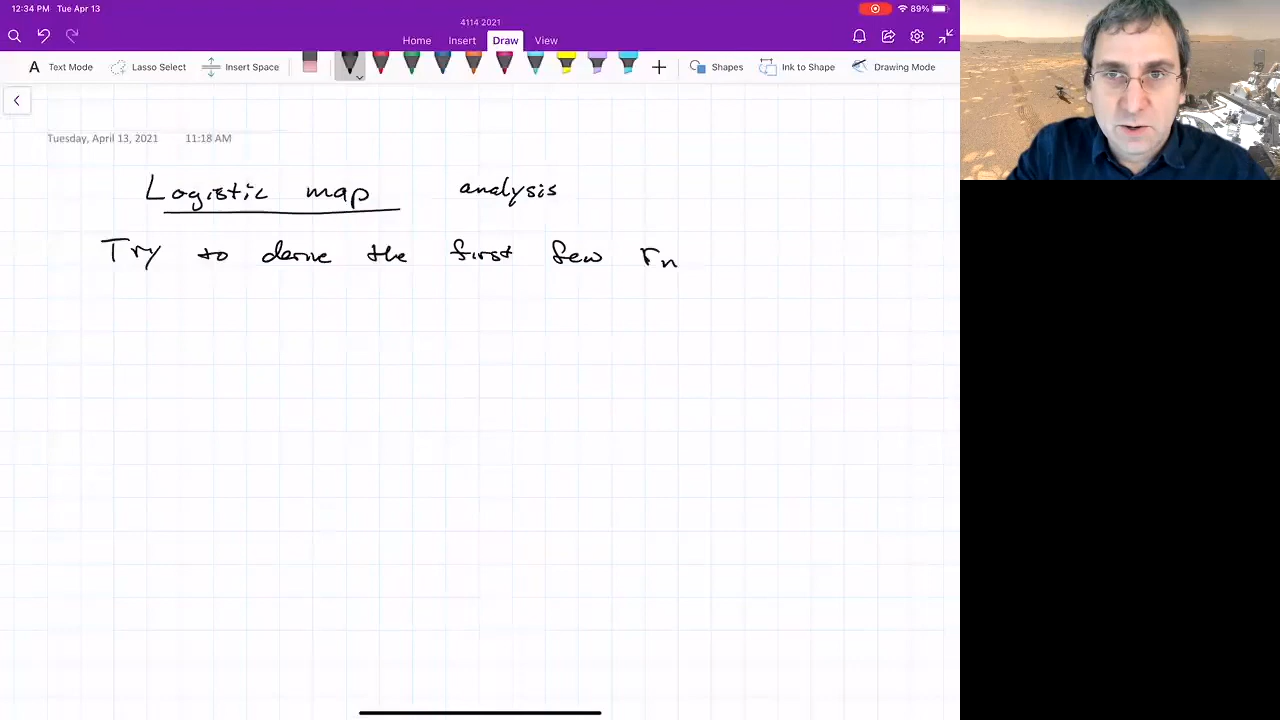 12:34 PM Tue Apr 13
89%
4114 2021
Home Insert Draw View
Text Mode Lasso Select Insert Space Shapes Ink to Shape Drawing Mode
Tuesday, April 13, 2021 11:18 AM
Logistic map analysis
Try to derive the first few rn